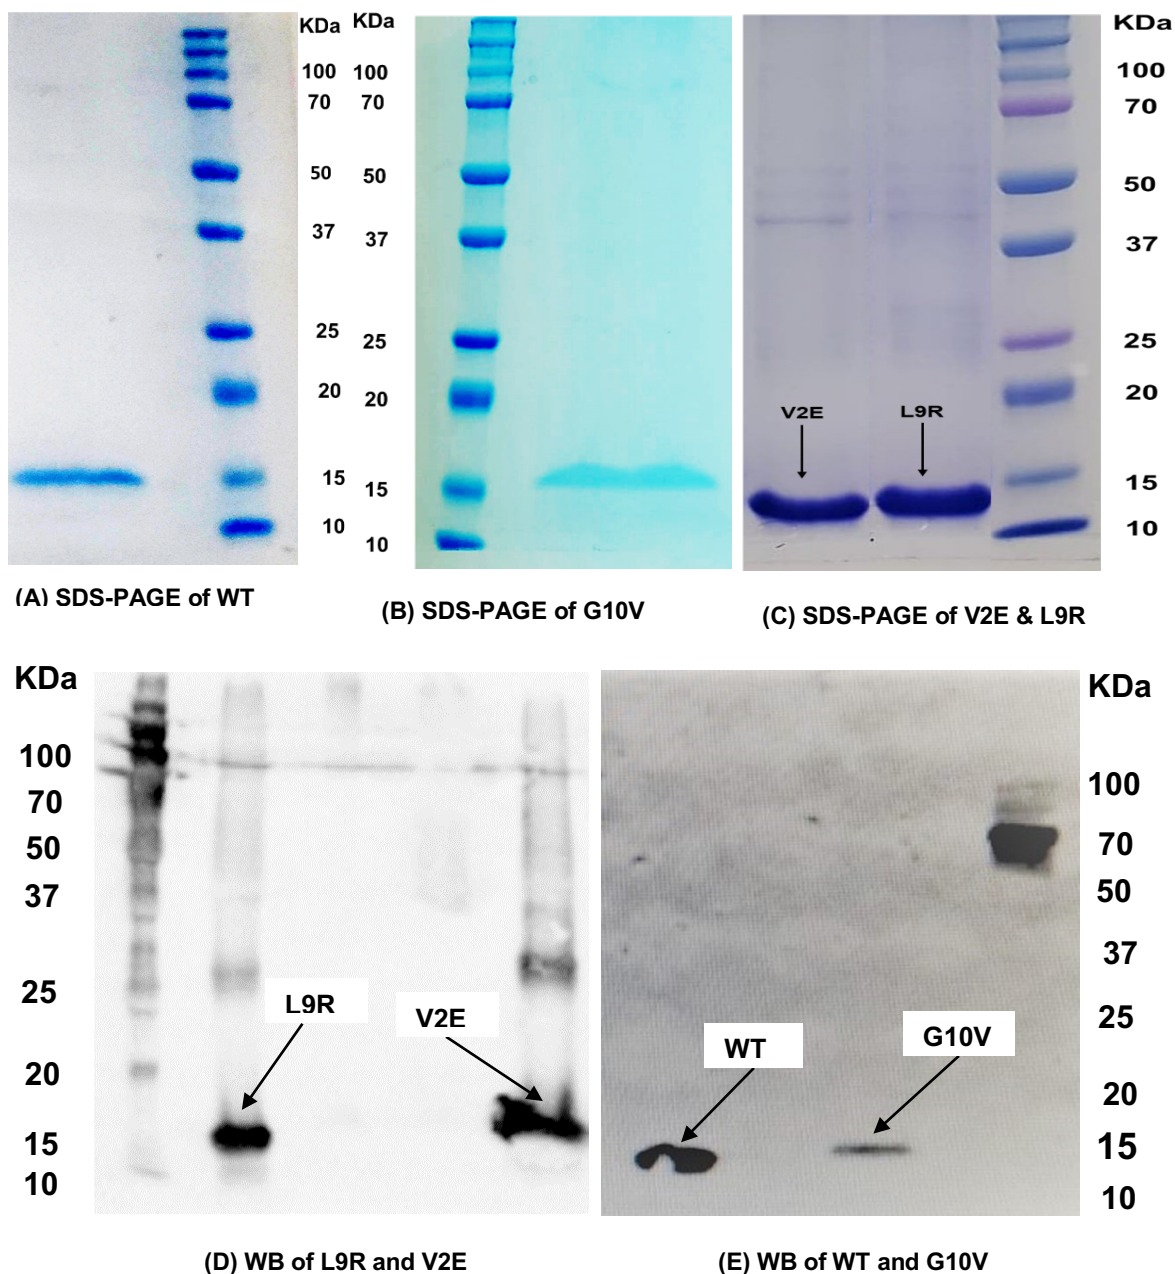 KDa
100
70
50
37
25
20
15
10
(A) SDS-PAGE of WT
KDa
100
70
50
37
25
20
15
10
(B) SDS-PAGE of G10V
KDa
100
70
50
37
25
20
15
10
V2E
L9R
(C) SDS-PAGE of V2E & L9R
KDa
100
70
50
37
25
20
15
10
L9R
V2E
(D) WB of L9R and V2E
KDa
100
70
50
37
25
20
15
10
WT
G10V
(E) WB of WT and G10V